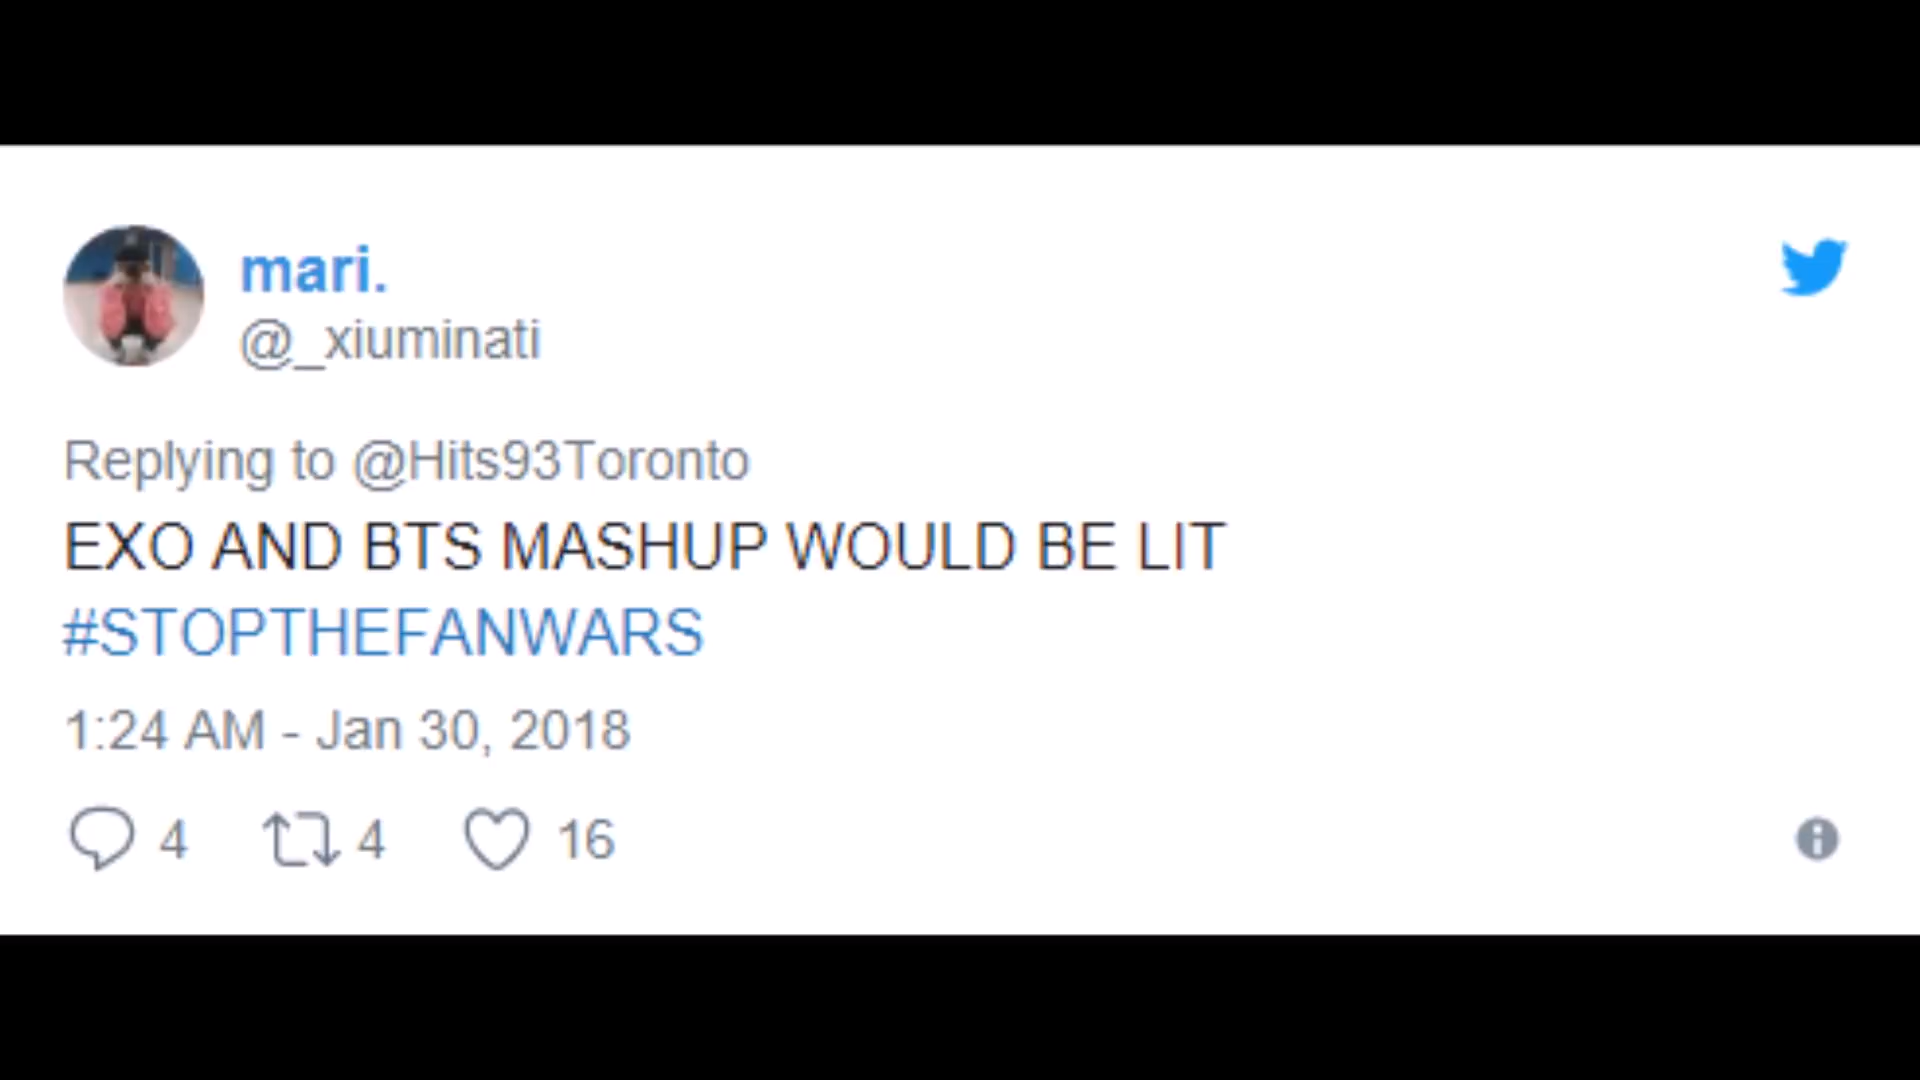 mari.
@_xiuminati
Replying to @Hits93Toronto
EXO AND BTS MASHUP WOULD BE LIT
#STOPTHEFANWARS
1:24 AM - Jan 30, 2018
4 4 16